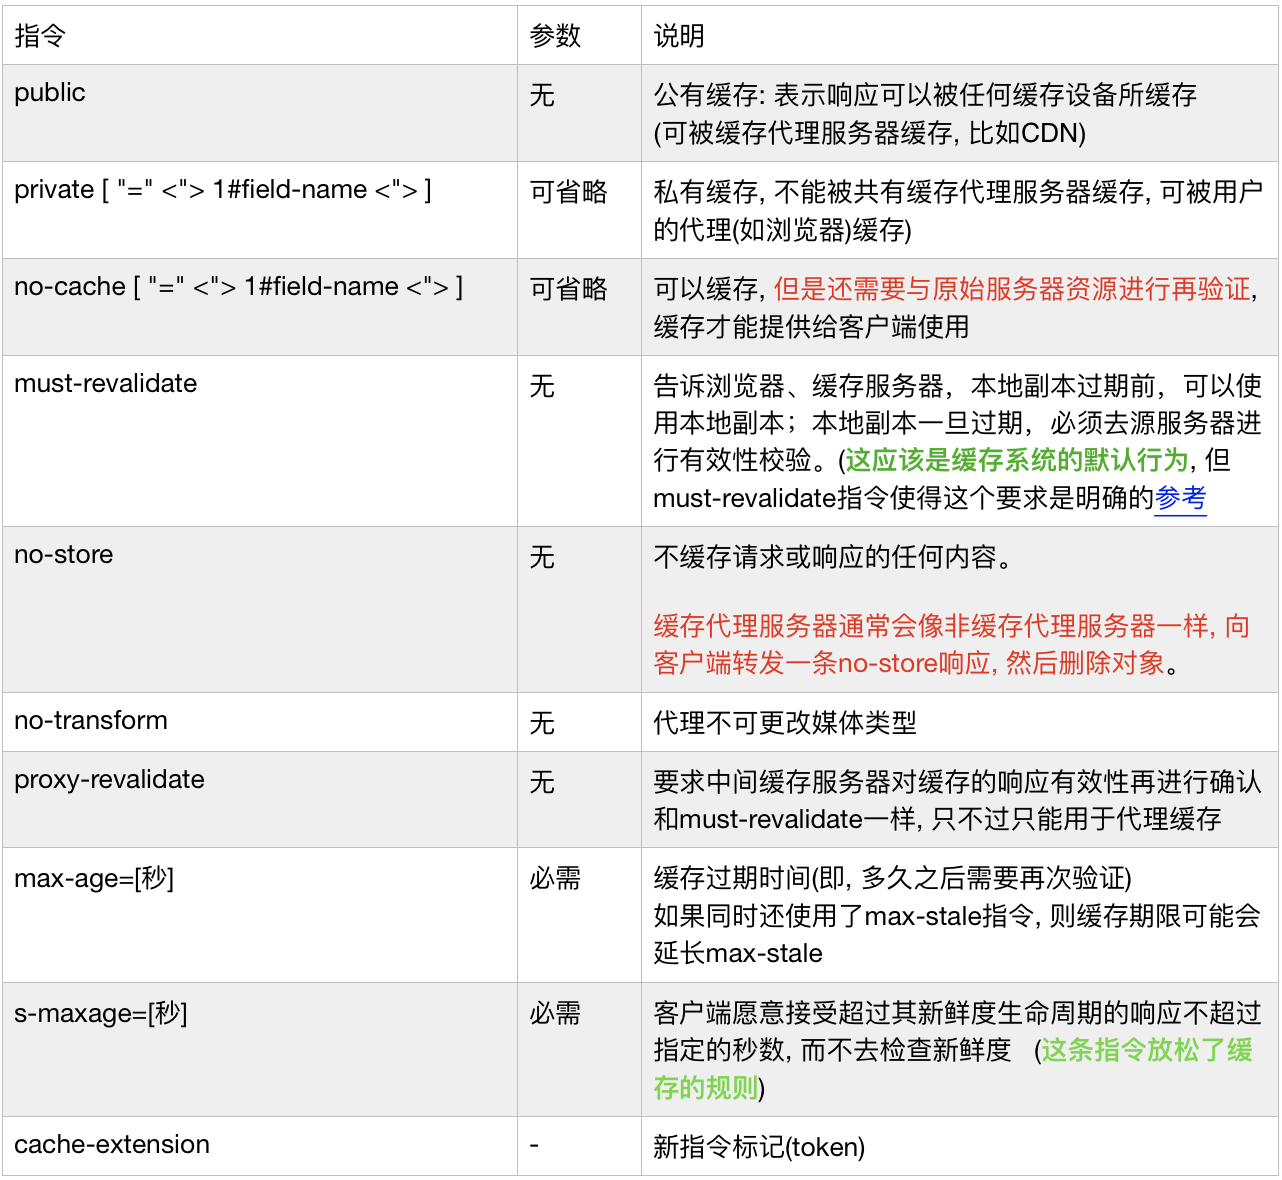 指令 参数 说明
public 无 公有缓存: 表示响应可以被任何缓存设备所缓存
(可被缓存代理服务器缓存, 比如CDN)
private [ "=" <"> 1#field-name <"> ] 可省略 私有缓存, 不能被共有缓存代理服务器缓存, 可被用户
的代理(如浏览器)缓存)
no-cache [ "=" <"> 1#field-name <"> ] 可省略 可以缓存, 但是还需要与原始服务器资源进行再验证,
缓存才能提供给客户端使用
must-revalidate 无 告诉浏览器、缓存服务器，本地副本过期前，可以使
用本地副本；本地副本一旦过期，必须去源服务器进
行有效性校验。(这应该是缓存系统的默认行为, 但
must-revalidate指令使得这个要求是明确的参考
no-store 无 不缓存请求或响应的任何内容。
缓存代理服务器通常会像非缓存代理服务器一样, 向
客户端转发一条no-store响应, 然后删除对象。
no-transform 无 代理不可更改媒体类型
proxy-revalidate 无 要求中间缓存服务器对缓存的响应有效性再进行确认
和must-revalidate一样, 只不过只能用于代理缓存
max-age=[秒] 必需 缓存过期时间(即, 多久之后需要再次验证)
如果同时还使用了max-stale指令, 则缓存期限可能会
延长max-stale
s-maxage=[秒] 必需 客户端愿意接受超过其新鲜度生命周期的响应不超过
指定的秒数, 而不去检查新鲜度 (这条指令放松了缓
存的规则)
cache-extension - 新指令标记(token)